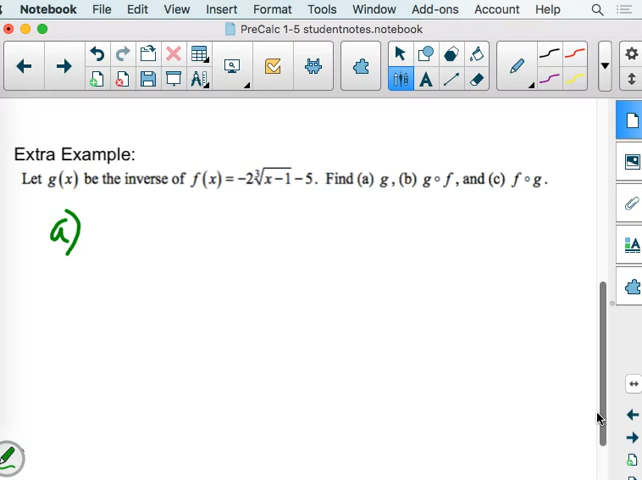 Notebook File Edit View Insert Format Tools Window Add-ons Account Help
PreCalc 1-5 studentnotes.notebook
Extra Example:
Let g(x) be the inverse of f(x) = -2∛(x-1) - 5. Find (a) g, (b) g∘f, and (c) f∘g.
a)